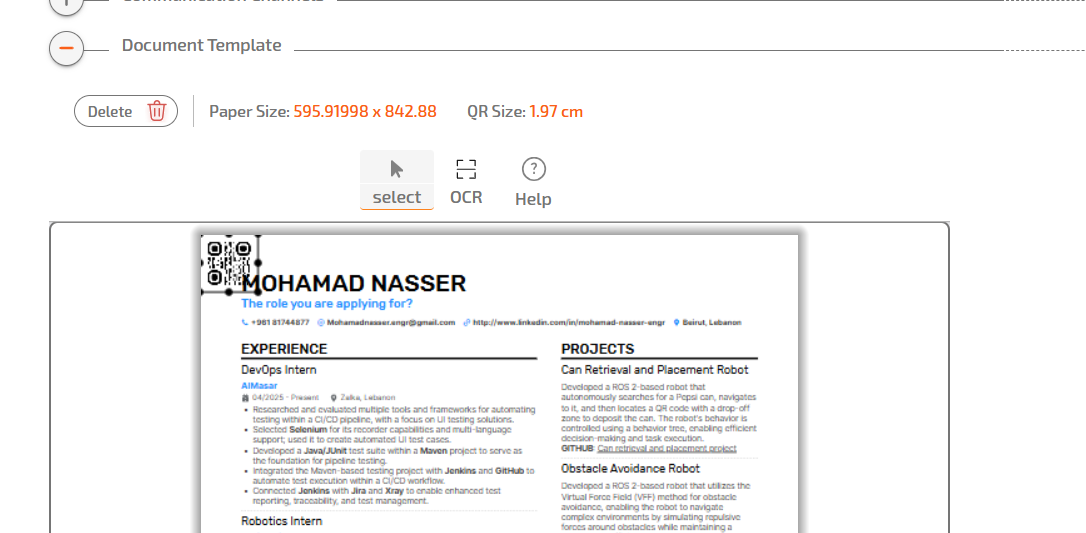 Communication Channels
Document Template
Delete
Paper Size: 595.91998 x 842.88
QR Size: 1.97 cm
select
OCR
Help
MOHAMAD NASSER
The role you are applying for?
+961 81744877 Mohamadnasser.engr@gmail.com http://www.linkedin.com/in/mohamad-nasser-engr Beirut, Lebanon
EXPERIENCE
DevOps Intern
AlMasar
04/2025 - Present Zalka, Lebanon
• Researched and evaluated multiple tools and frameworks for automating
testing within a CI/CD pipeline, with a focus on UI testing solutions.
• Selected Selenium for its recorder capabilities and multi-language
support; used it to create automated UI test cases.
• Developed a Java/JUnit test suite within a Maven project to serve as
the foundation for pipeline testing.
• Integrated the Maven-based testing project with Jenkins and GitHub to
automate test execution within a CI/CD workflow.
• Connected Jenkins with Jira and Xray to enable enhanced test
reporting, traceability, and test management.
Robotics Intern
PROJECTS
Can Retrieval and Placement Robot
Developed a ROS 2-based robot that
autonomously searches for a Pepsi can, navigates
to it, and then locates a QR code with a drop-off
zone to deposit the can. The robot's behavior is
controlled using a behavior tree, enabling efficient
decision-making and task execution.
GITHUB: Can retrieval and placement project
Obstacle Avoidance Robot
Developed a ROS 2-based robot that utilizes the
Virtual Force Field (VFF) method for obstacle
avoidance, enabling the robot to navigate
complex environments by simulating repulsive
forces around obstacles while maintaining a